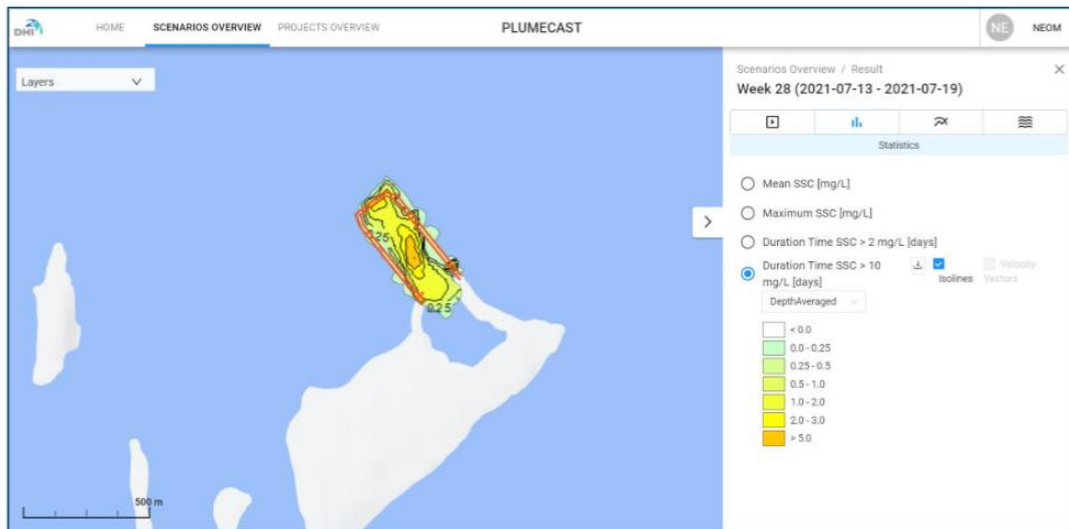 DHI
HOME
SCENARIOS OVERVIEW
PROJECTS OVERVIEW
PLUMECAST
NE
NEOM
Layers
0.25
0.25
500 m
Scenarios Overview / Result
Week 28 (2021-07-13 - 2021-07-19)
Statistics
Mean SSC [mg/L]
Maximum SSC [mg/L]
Duration Time SSC > 2 mg/L [days]
Duration Time SSC > 10
mg/L [days]
Isolines
Velocity
Vectors
DepthAveraged
< 0.0
0.0 - 0.25
0.25 - 0.5
0.5 - 1.0
1.0 - 2.0
2.0 - 3.0
> 5.0